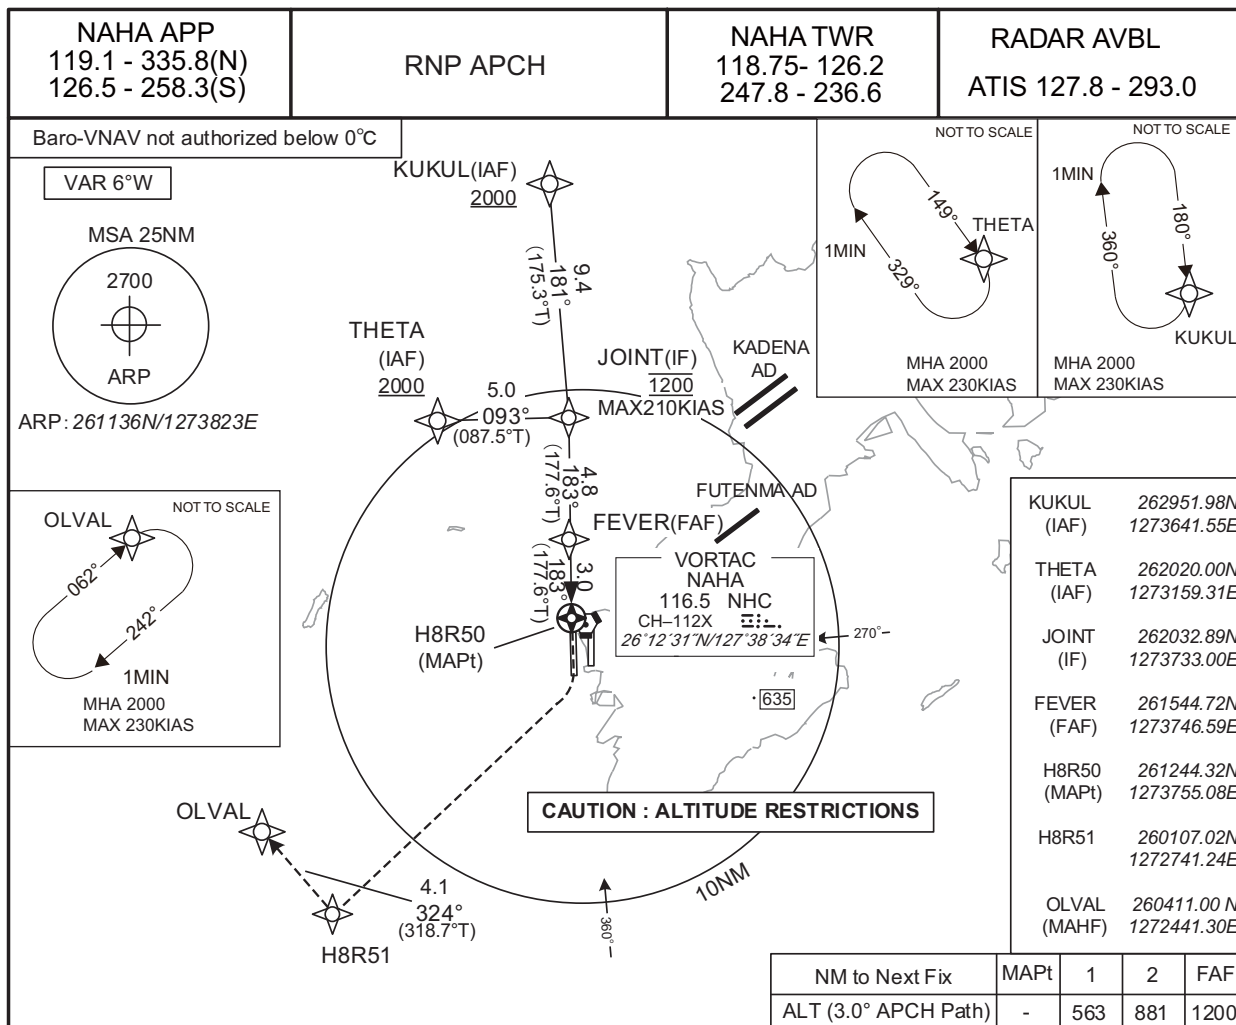 NAHA APP
119.1 - 335.8(N)
126.5 - 258.3(S)
RNP APCH
NAHA TWR
118.75- 126.2
247.8 - 236.6
RADAR AVBL
ATIS 127.8 - 293.0
Baro-VNAV not authorized below 0°C
VAR 6°W
MSA 25NM
2700
ARP
ARP: 261136N/1273823E
KUKUL(IAF)
2000
9.4
181°
(175.3°T)
THETA
(IAF)
2000
5.0
093°
(087.5°T)
JOINT(IF)
1200
MAX210KIAS
KADENA
AD
4.8
183°
(177.6°T)
FUTENMA AD
FEVER(FAF)
3.0
183°
(177.6°T)
VORTAC
NAHA
116.5 NHC
CH–112X
26°12'31"N/127°38'34"E
270°
H8R50
(MAPt)
635
CAUTION : ALTITUDE RESTRICTIONS
10NM
360°
OLVAL
4.1
324°
(318.7°T)
H8R51
NOT TO SCALE
149°
THETA
1MIN
329°
MHA 2000
MAX 230KIAS
NOT TO SCALE
1MIN
180°
360°
KUKUL
MHA 2000
MAX 230KIAS
NOT TO SCALE
OLVAL
062°
242°
1MIN
MHA 2000
MAX 230KIAS
KUKUL 262951.98N
(IAF) 1273641.55E
THETA 262020.00N
(IAF) 1273159.31E
JOINT 262032.89N
(IF) 1273733.00E
FEVER 261544.72N
(FAF) 1273746.59E
H8R50 261244.32N
(MAPt) 1273755.08E
H8R51 260107.02N
1272741.24E
OLVAL 260411.00 N
(MAHF) 1272441.30E
NM to Next Fix MAPt 1 2 FAF
ALT (3.0° APCH Path) - 563 881 1200